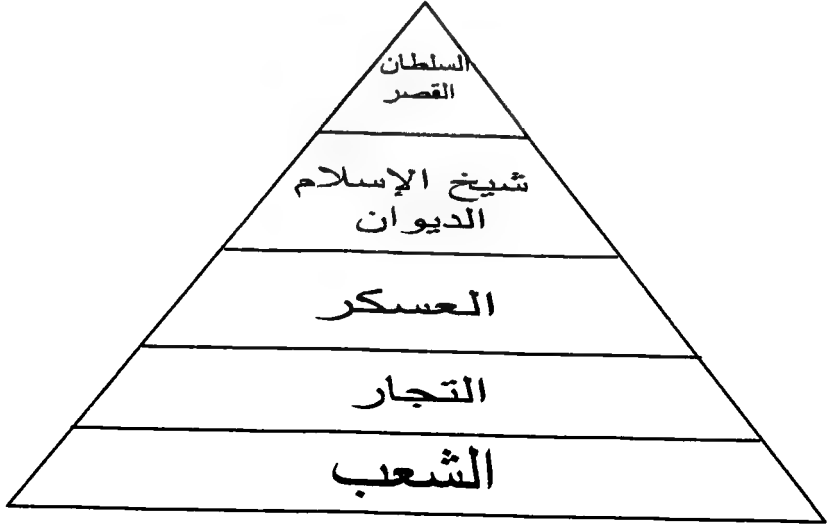 السلطان
القصر
شيخ الإسلام
الديوان
العسكر
التجار
الشعب